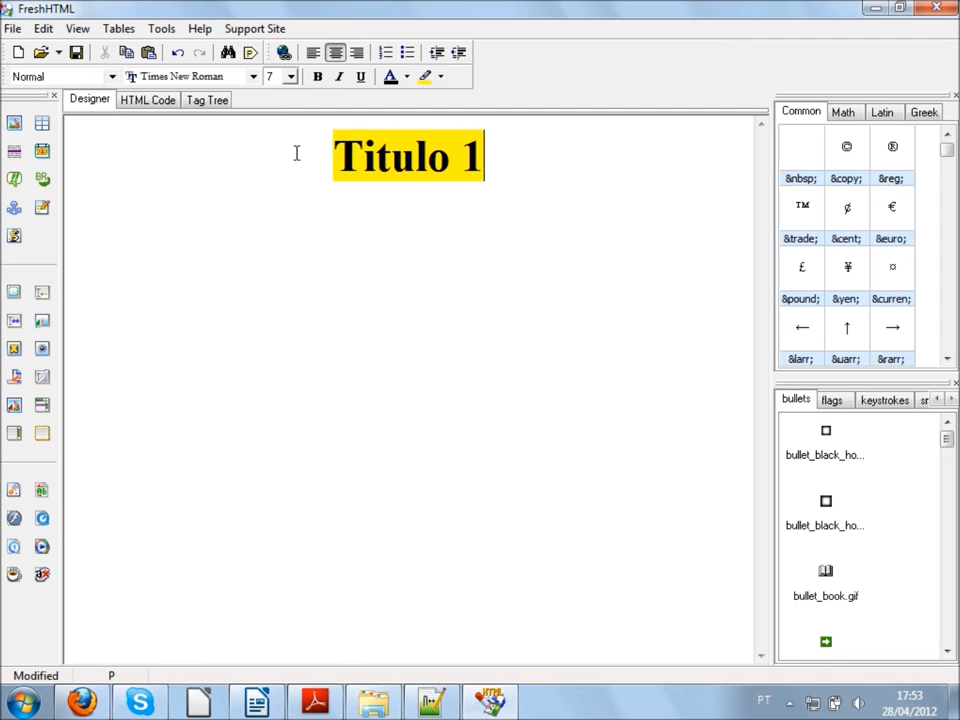 FreshHTML
File Edit View Tables Tools Help Support Site
Normal Times New Roman 7 B I U A
Designer HTML Code Tag Tree
Titulo 1
Common Math Latin Greek
© ®
&nbsp; &copy; &reg;
™ ¢ €
&trade; &cent; &euro;
£ ¥ ¤
&pound; &yen; &curren;
← ↑ →
&larr; &uarr; &rarr;
bullets flags keystrokes
bullet_black_ho...
bullet_black_ho...
bullet_book.gif
Modified P
PT 17:53
28/04/2012